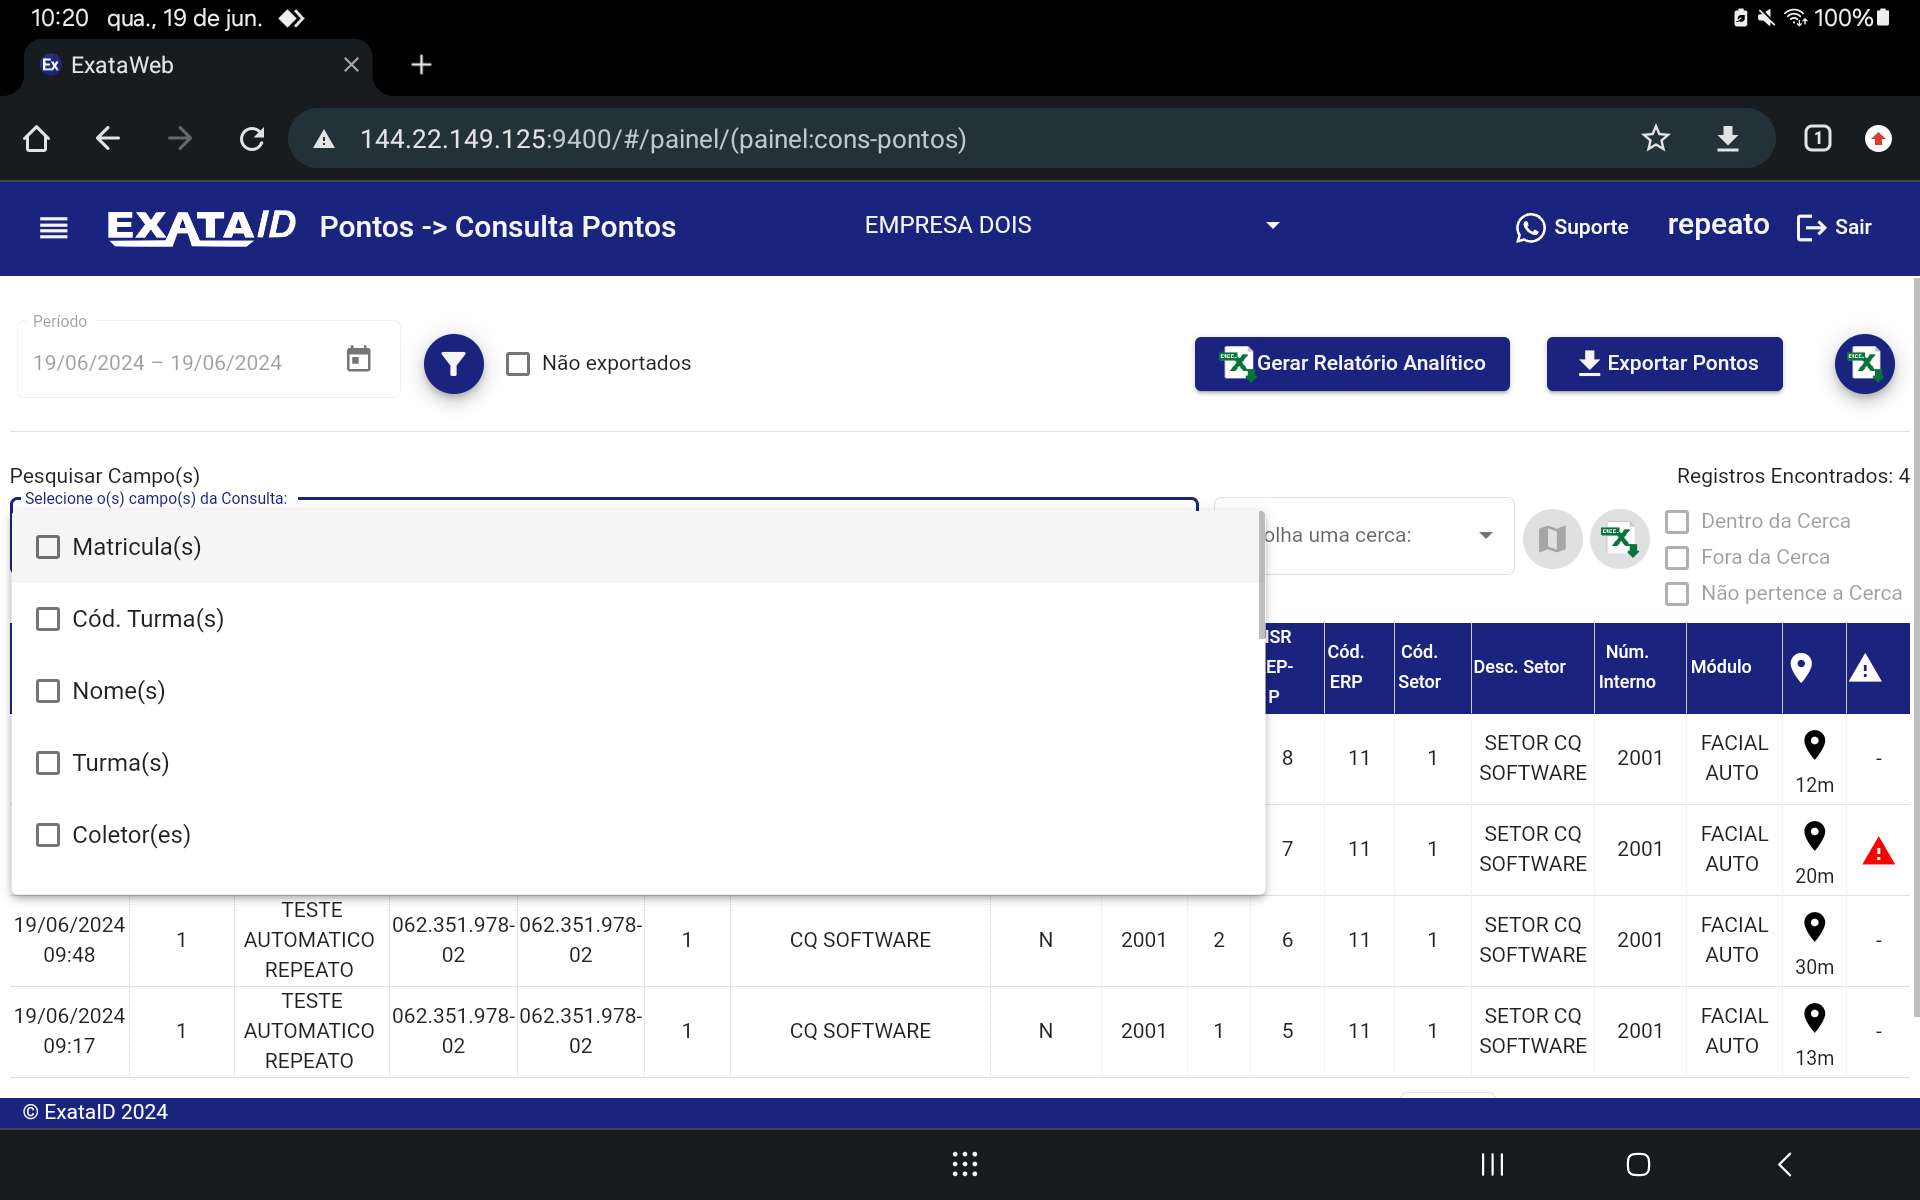 10:20 qua., 19 de jun.
100%
Ex ExataWeb
144.22.149.125:9400/#/painel/(painel:cons-pontos)
1
EXATAID Pontos -> Consulta Pontos
EMPRESA DOIS
Suporte
repeato
Sair
Período
19/06/2024 – 19/06/2024
Não exportados
Gerar Relatório Analítico
Exportar Pontos
Pesquisar Campo(s)
Registros Encontrados: 4
Selecione o(s) campo(s) da Consulta:
olha uma cerca:
Dentro da Cerca
Fora da Cerca
Não pertence a Cerca
Matricula(s)
Cód. Turma(s)
Nome(s)
Turma(s)
Coletor(es)
SR
EP-
P
Cód.
ERP
Cód.
Setor
Desc. Setor
Núm.
Interno
Módulo
8 11 1 SETOR CQ
SOFTWARE 2001 FACIAL
AUTO 12m -
7 11 1 SETOR CQ
SOFTWARE 2001 FACIAL
AUTO 20m
19/06/2024
09:48
1
TESTE
AUTOMATICO
REPEATO
062.351.978-
02
062.351.978-
02
1
CQ SOFTWARE
N
2001
2
6
11
1
SETOR CQ
SOFTWARE
2001
FACIAL
AUTO
30m
-
19/06/2024
09:17
1
TESTE
AUTOMATICO
REPEATO
062.351.978-
02
062.351.978-
02
1
CQ SOFTWARE
N
2001
1
5
11
1
SETOR CQ
SOFTWARE
2001
FACIAL
AUTO
13m
-
© ExataID 2024